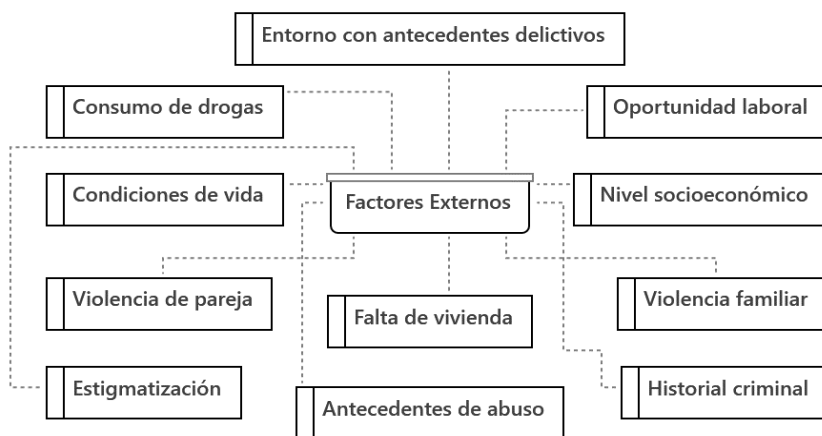 Entorno con antecedentes delictivos
Consumo de drogas
Oportunidad laboral
Condiciones de vida
Factores Externos
Nivel socioeconómico
Violencia de pareja
Falta de vivienda
Violencia familiar
Estigmatización
Antecedentes de abuso
Historial criminal